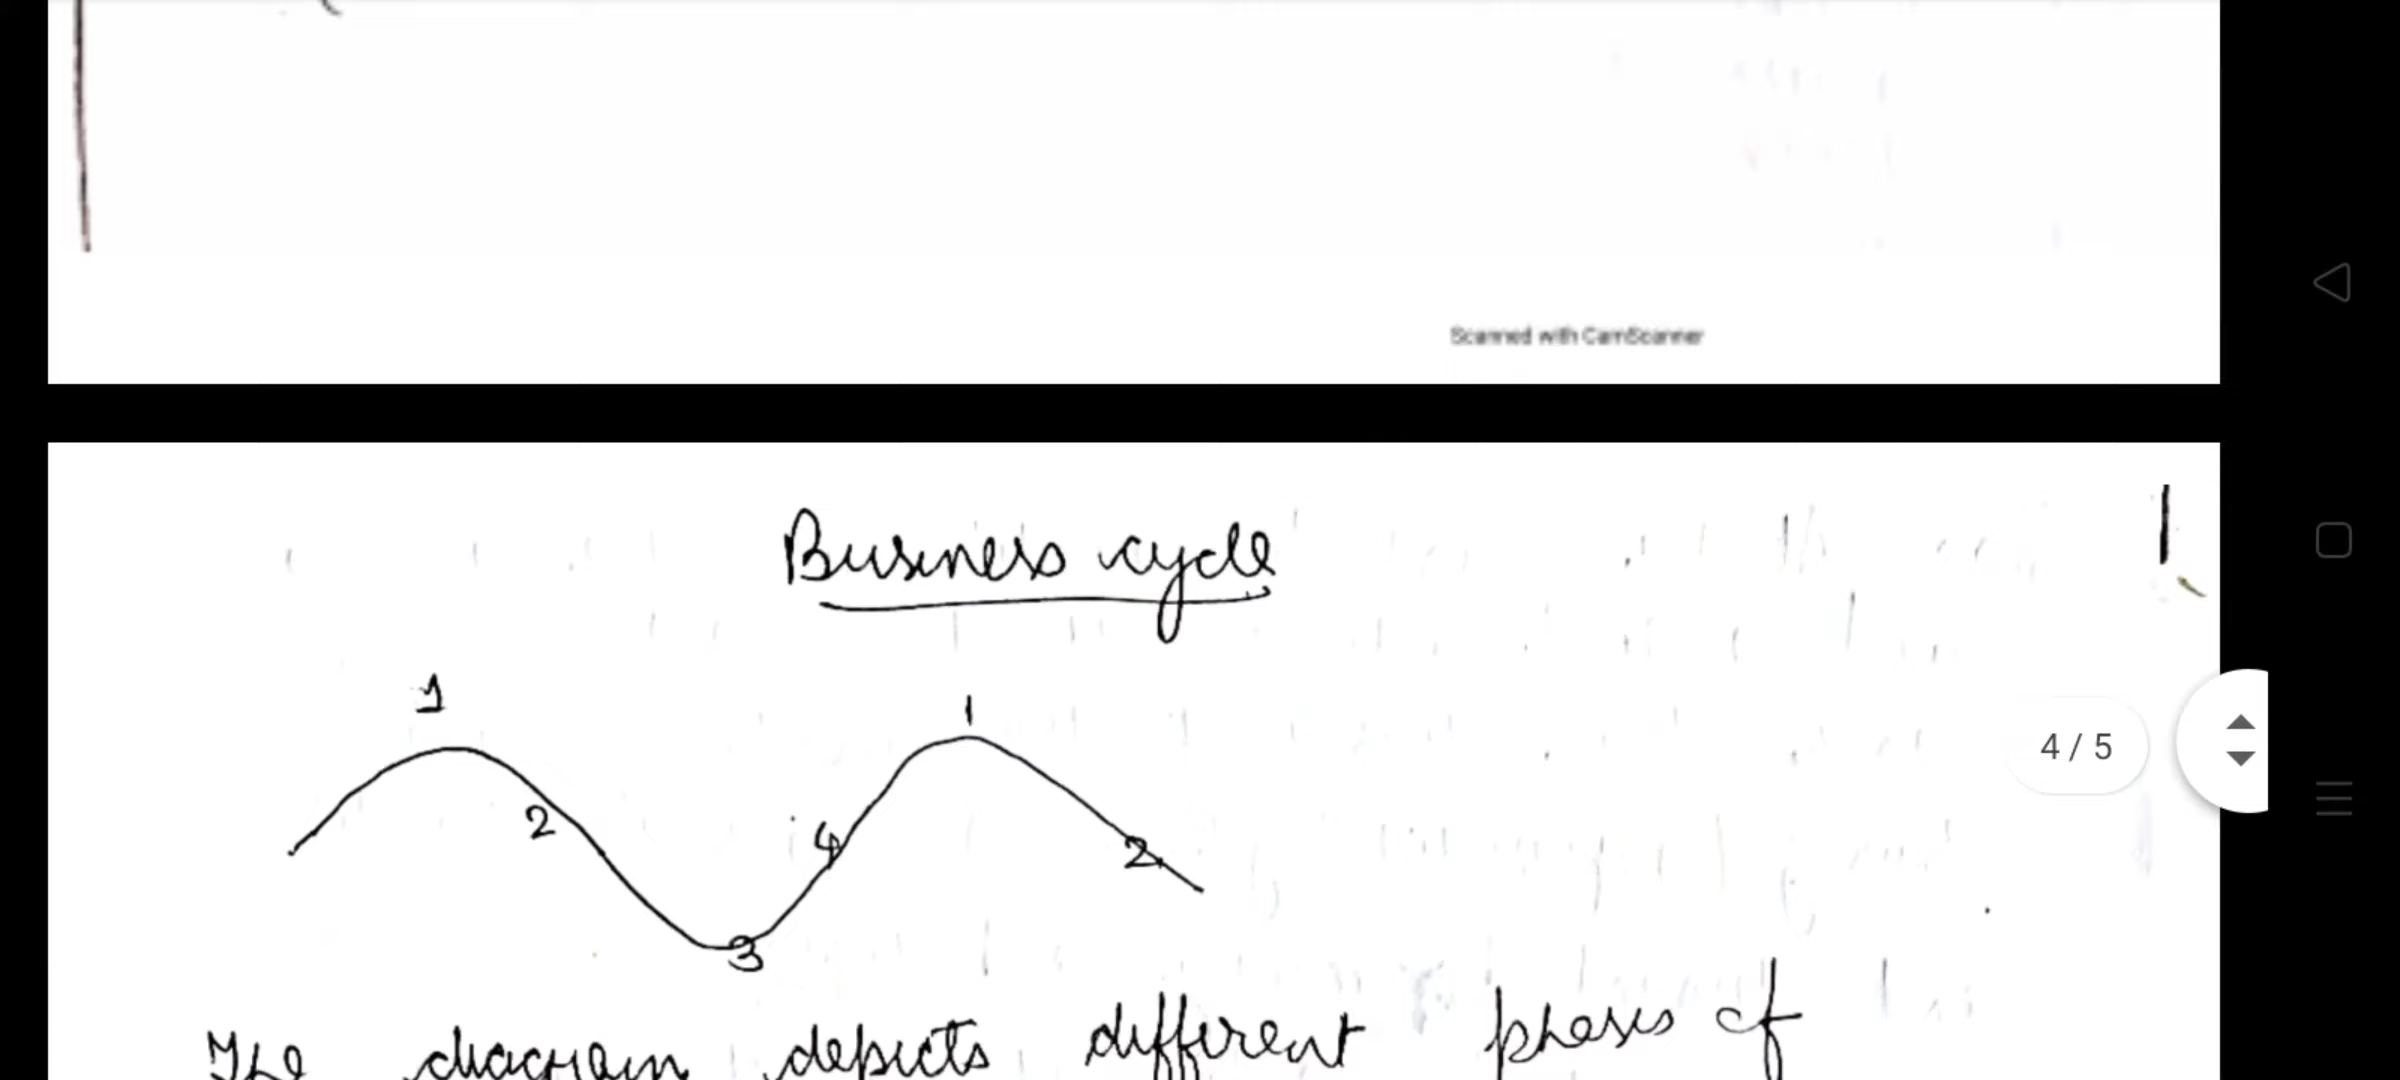 Scanned with CamScanner
Business cycle
1
1
2
4
2
3
4 / 5
The diagram depicts different phases of